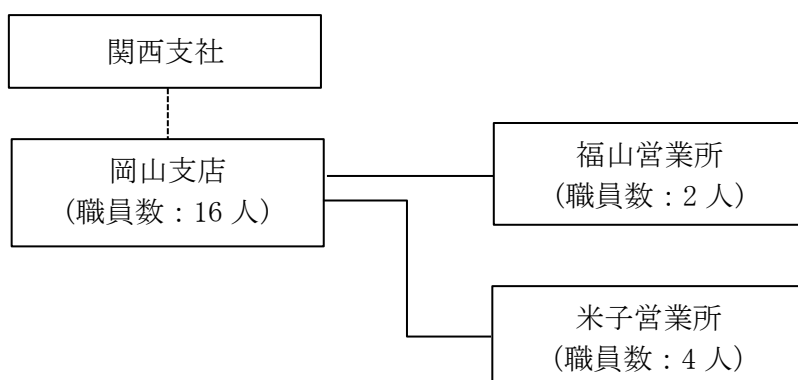 関西支社
岡山支店
(職員数：16 人)
福山営業所
(職員数：2 人)
米子営業所
(職員数：4 人)